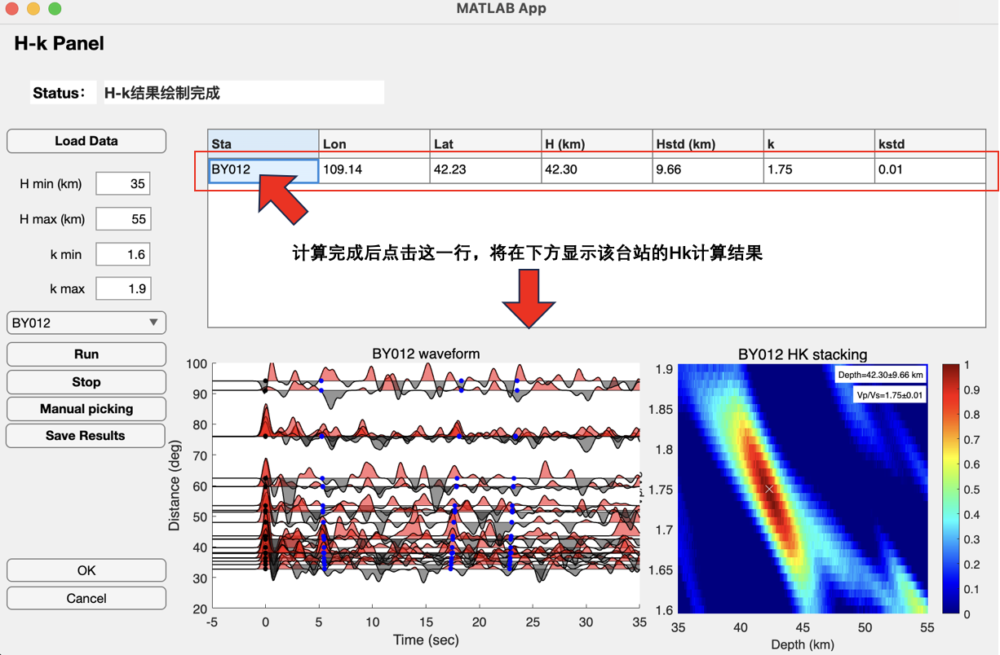 MATLAB App
H-k Panel
Status： H-k结果绘制完成
Load Data
H min (km) 35
H max (km) 55
k min 1.6
k max 1.9
BY012
Run
Stop
Manual picking
Save Results
OK
Cancel
Sta Lon Lat H (km) Hstd (km) k kstd
BY012 109.14 42.23 42.30 9.66 1.75 0.01
计算完成后点击这一行，将在下方显示该台站的Hk计算结果
BY012 waveform
100
90
80
70
60
50
40
30
20
Distance (deg)
-5 0 5 10 15 20 25 30 35
Time (sec)
BY012 HK stacking
Depth=42.30±9.66 km
Vp/Vs=1.75±0.01
1.9
1.85
1.8
1.75
1.7
1.65
1.6
35 40 45 50 55
Depth (km)
1
0.9
0.8
0.7
0.6
0.5
0.4
0.3
0.2
0.1
0